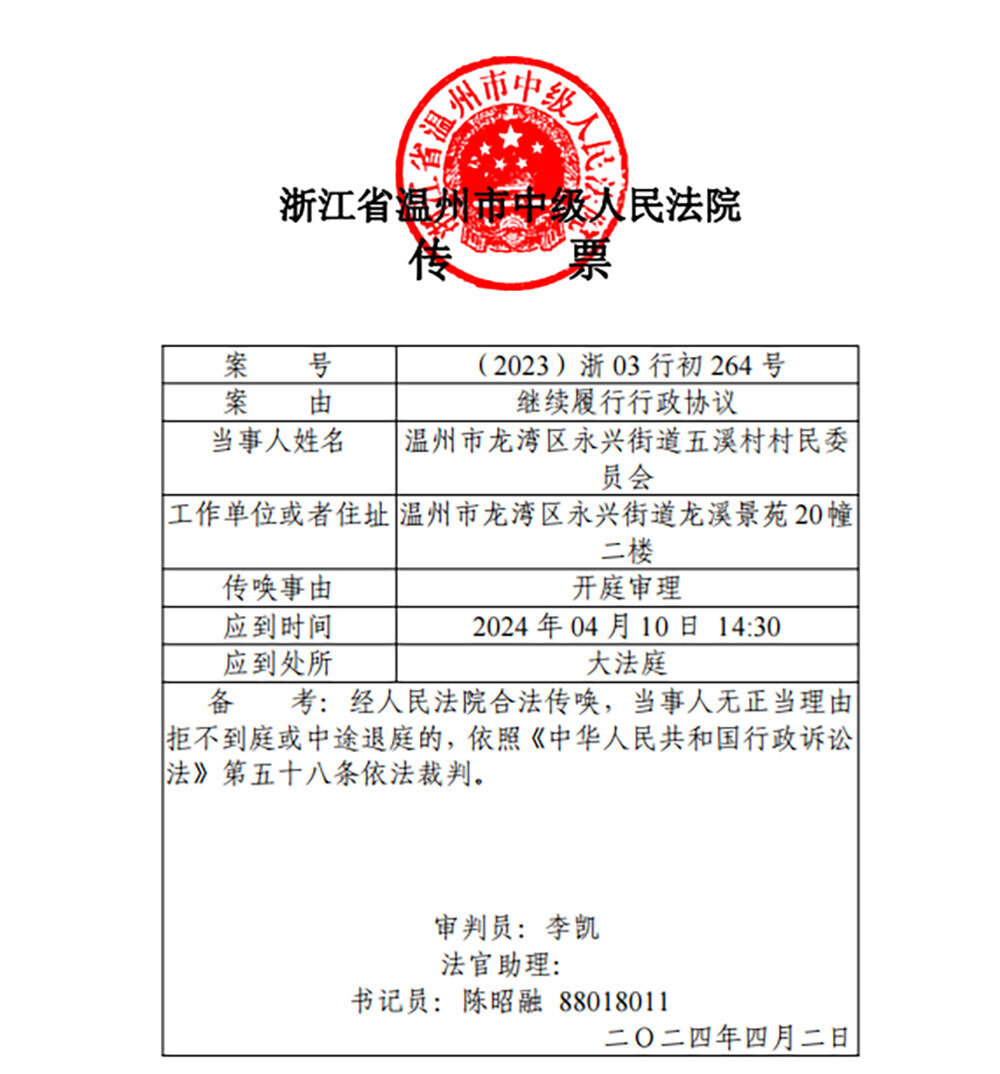 浙江省温州市中级人民法院
浙江省温州市中级人民法院
传 票
案 号 （2023）浙 03 行初 264 号
案 由 继续履行行政协议
当事人姓名 温州市龙湾区永兴街道五溪村村民委
员会
工作单位或者住址 温州市龙湾区永兴街道龙溪景苑 20 幢
二楼
传唤事由 开庭审理
应到时间 2024 年 04 月 10 日 14:30
应到处所 大法庭
备 考：经人民法院合法传唤，当事人无正当理由
拒不到庭或中途退庭的，依照《中华人民共和国行政诉讼
法》第五十八条依法裁判。
审判员：李凯
法官助理：
书记员：陈昭融 88018011
二〇二四年四月二日